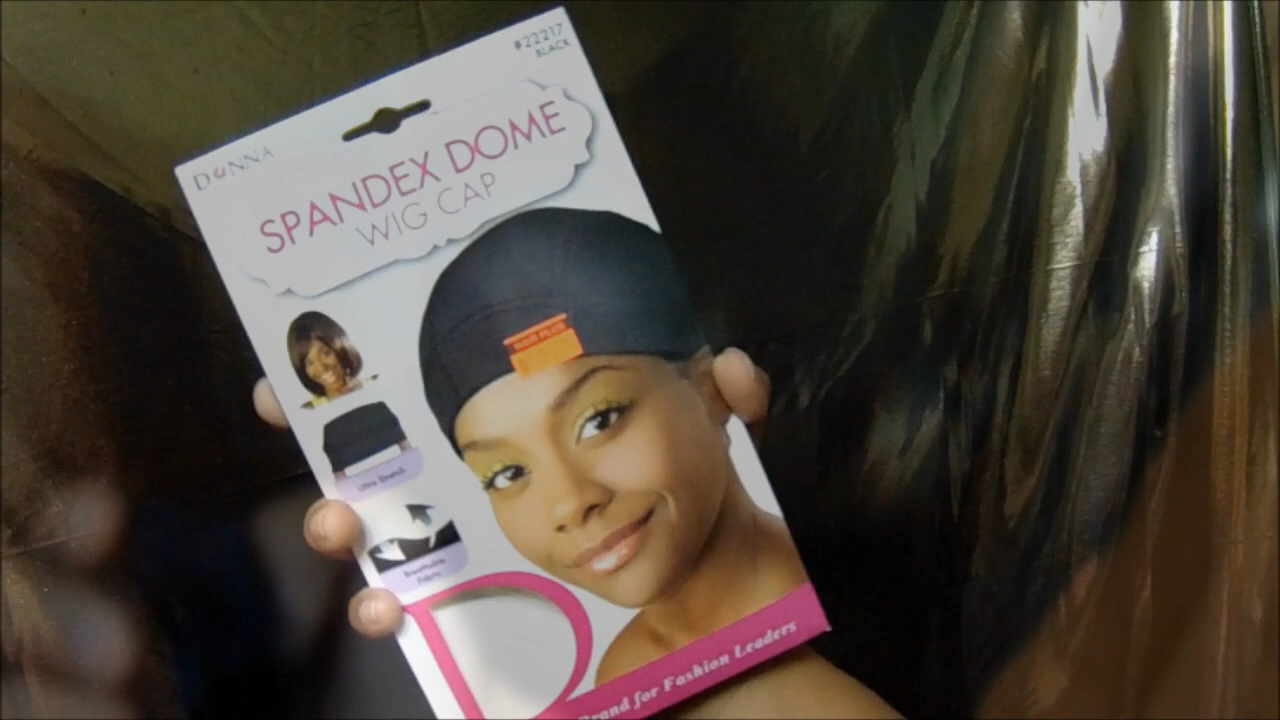 #22217
BLACK
DONNA
SPANDEX DOME
WIG CAP
Ultra Stretch
Breathable
Fabric
Brand for Fashion Leaders